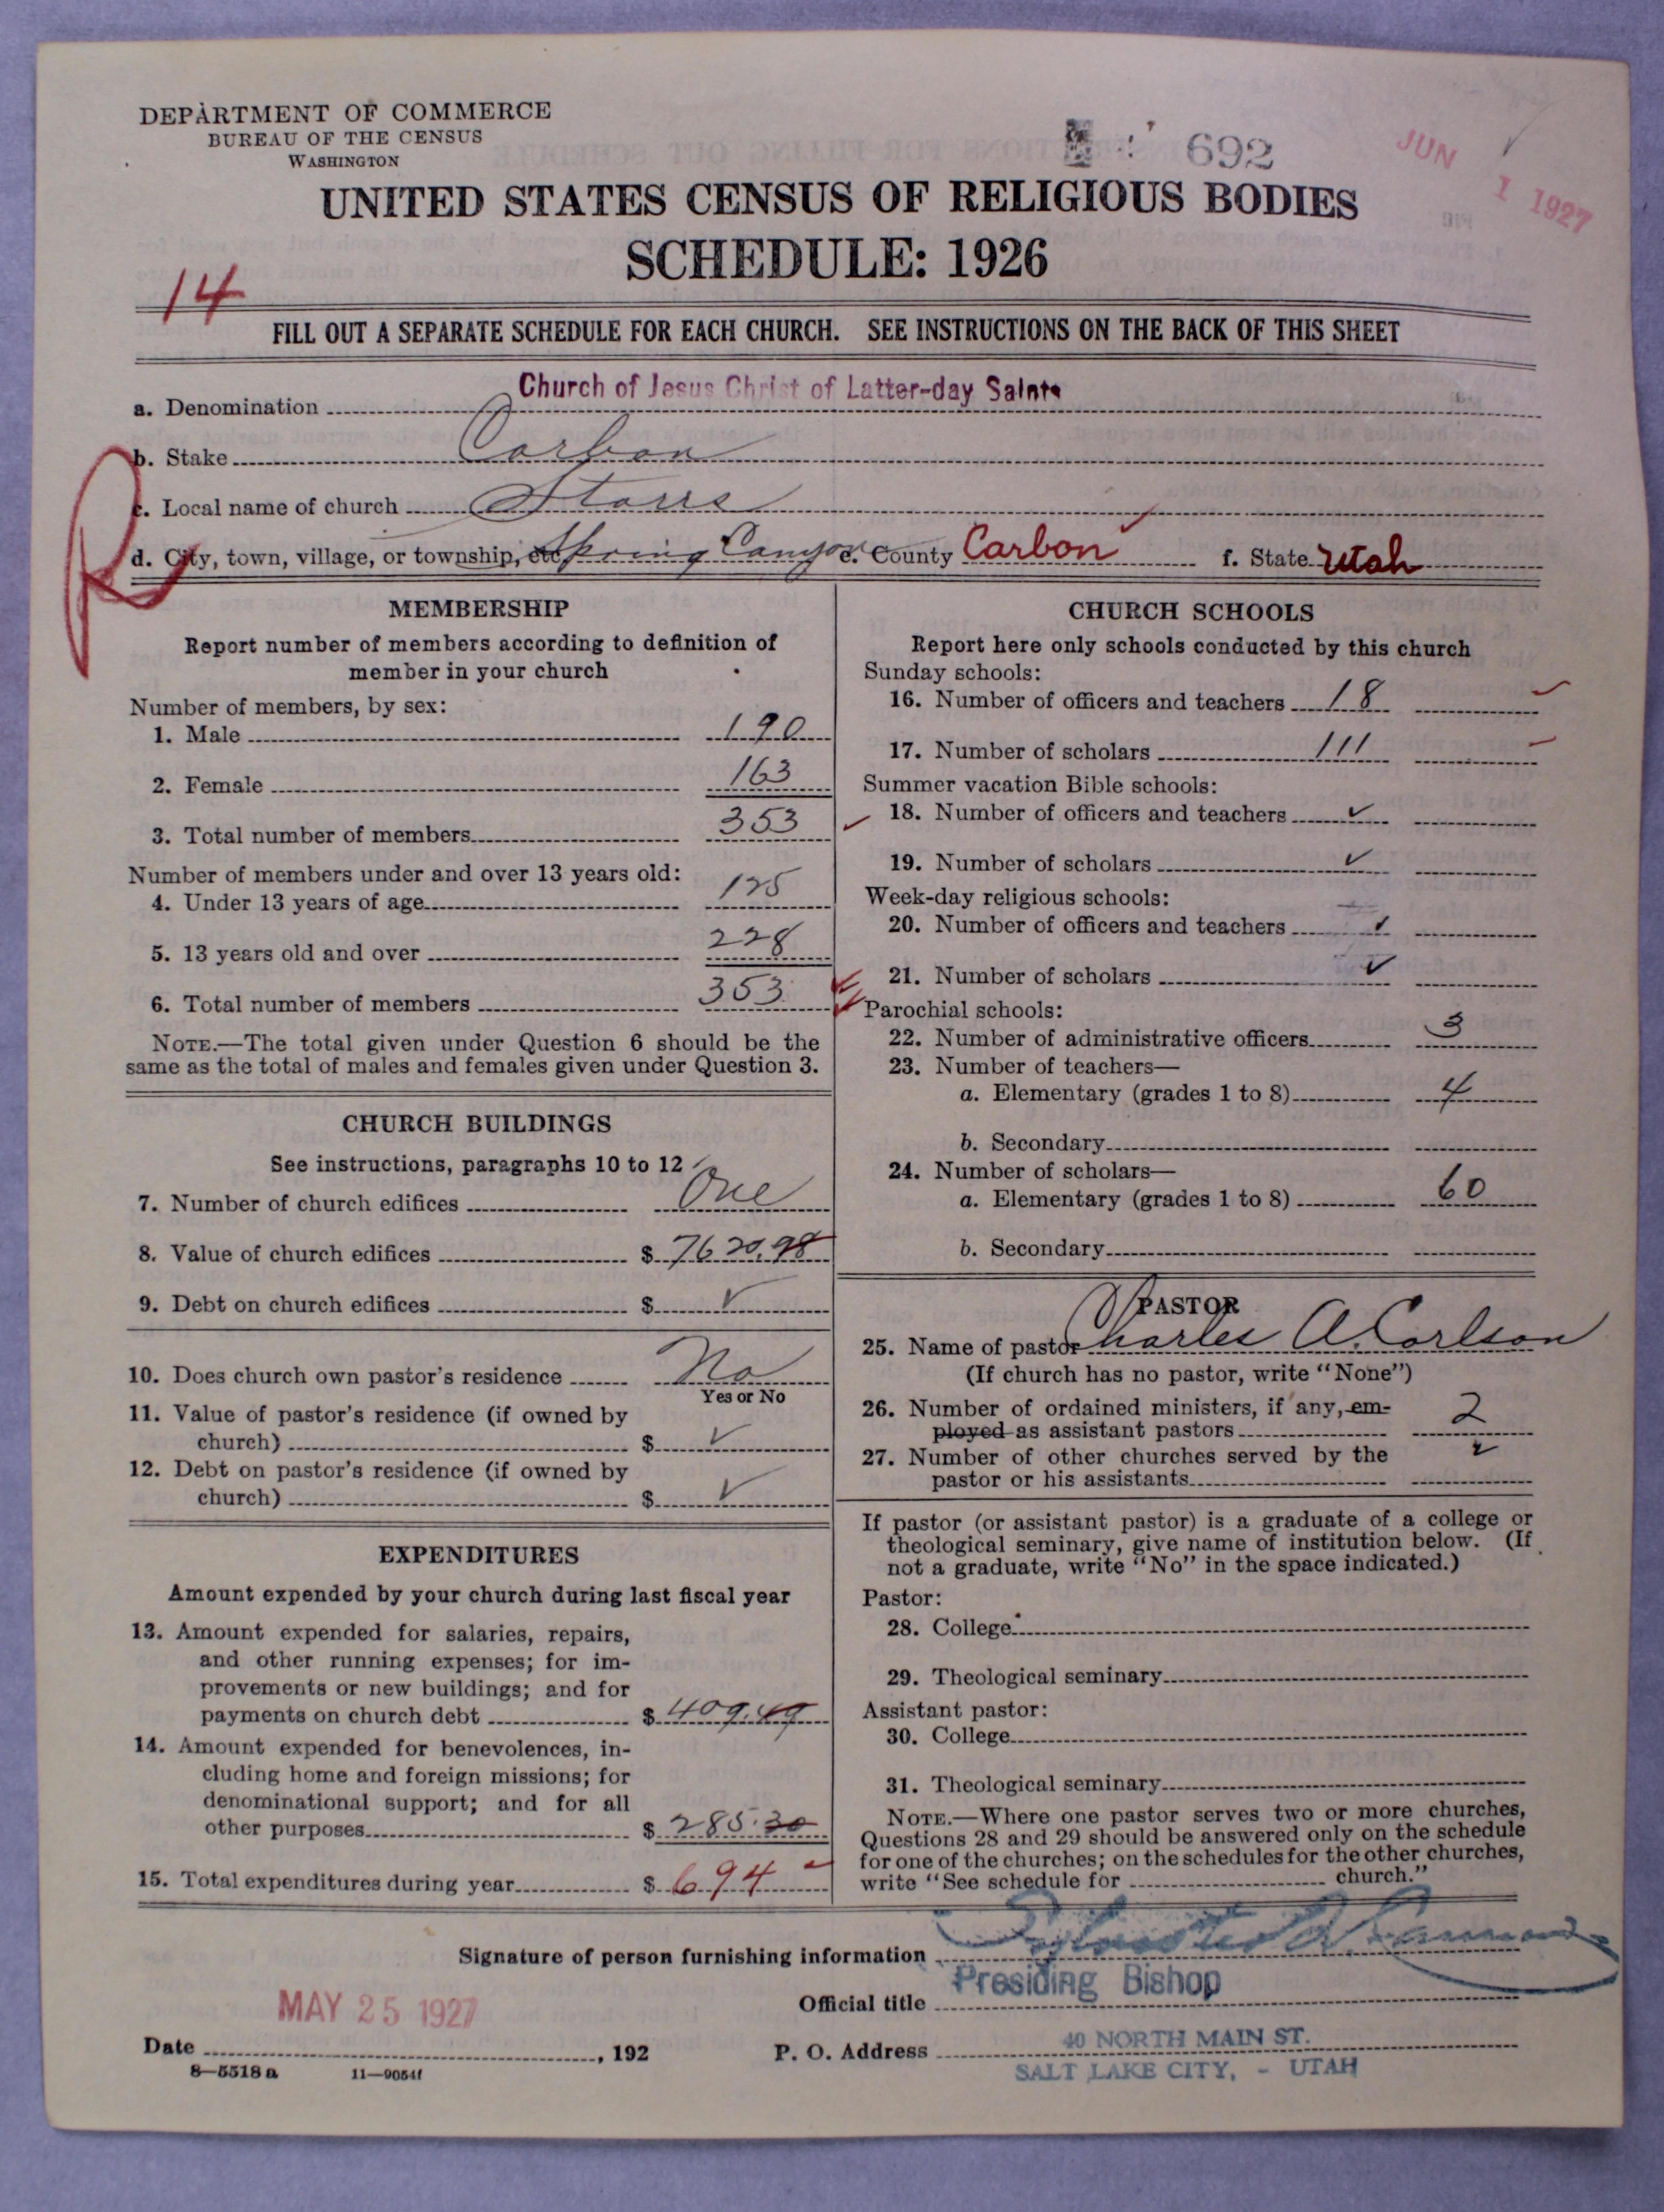 DEPARTMENT OF COMMERCE
BUREAU OF THE CENSUS
WASHINGTON
692
JUN 1 1927
UNITED STATES CENSUS OF RELIGIOUS BODIES
SCHEDULE: 1926
14
FILL OUT A SEPARATE SCHEDULE FOR EACH CHURCH. SEE INSTRUCTIONS ON THE BACK OF THIS SHEET
a. Denomination Church of Jesus Christ of Latter-day Saints
b. Stake Carbon
R
c. Local name of church Storrs
d. City, town, village, or township, etc. Spring Canyon e. County Carbon f. State Utah
MEMBERSHIP
Report number of members according to definition of
member in your church
Number of members, by sex:
1. Male 190
2. Female 163
3. Total number of members 353
Number of members under and over 13 years old:
4. Under 13 years of age 125
5. 13 years old and over 228
6. Total number of members 353
NOTE.—The total given under Question 6 should be the
same as the total of males and females given under Question 3.
CHURCH BUILDINGS
See instructions, paragraphs 10 to 12
7. Number of church edifices One
8. Value of church edifices $ 7620.98
9. Debt on church edifices $ ✓
10. Does church own pastor's residence No
Yes or No
11. Value of pastor's residence (if owned by
church) $ ✓
12. Debt on pastor's residence (if owned by
church) $ ✓
EXPENDITURES
Amount expended by your church during last fiscal year
13. Amount expended for salaries, repairs,
and other running expenses; for im-
provements or new buildings; and for
payments on church debt $ 409.49
14. Amount expended for benevolences, in-
cluding home and foreign missions; for
denominational support; and for all
other purposes $ 285.30
15. Total expenditures during year $ 694
CHURCH SCHOOLS
Report here only schools conducted by this church
Sunday schools:
16. Number of officers and teachers 18
17. Number of scholars 111
Summer vacation Bible schools:
18. Number of officers and teachers ✓
19. Number of scholars ✓
Week-day religious schools:
20. Number of officers and teachers ✓
21. Number of scholars ✓
Parochial schools:
22. Number of administrative officers 3
23. Number of teachers—
a. Elementary (grades 1 to 8) 4
b. Secondary
24. Number of scholars—
a. Elementary (grades 1 to 8) 60
b. Secondary
PASTOR
25. Name of pastor Charles A. Carlson
(If church has no pastor, write "None")
26. Number of ordained ministers, if any, em-
ployed as assistant pastors 2
27. Number of other churches served by the
pastor or his assistants ✓
If pastor (or assistant pastor) is a graduate of a college or
theological seminary, give name of institution below. (If
not a graduate, write "No" in the space indicated.)
Pastor:
28. College
29. Theological seminary
Assistant pastor:
30. College
31. Theological seminary
NOTE.—Where one pastor serves two or more churches,
Questions 28 and 29 should be answered only on the schedule
for one of the churches; on the schedules for the other churches,
write "See schedule for church."
Signature of person furnishing information
Official title Presiding Bishop
MAY 25 1927
Date , 192
P. O. Address 40 NORTH MAIN ST.
SALT LAKE CITY, - UTAH
8—5518a 11—9054f